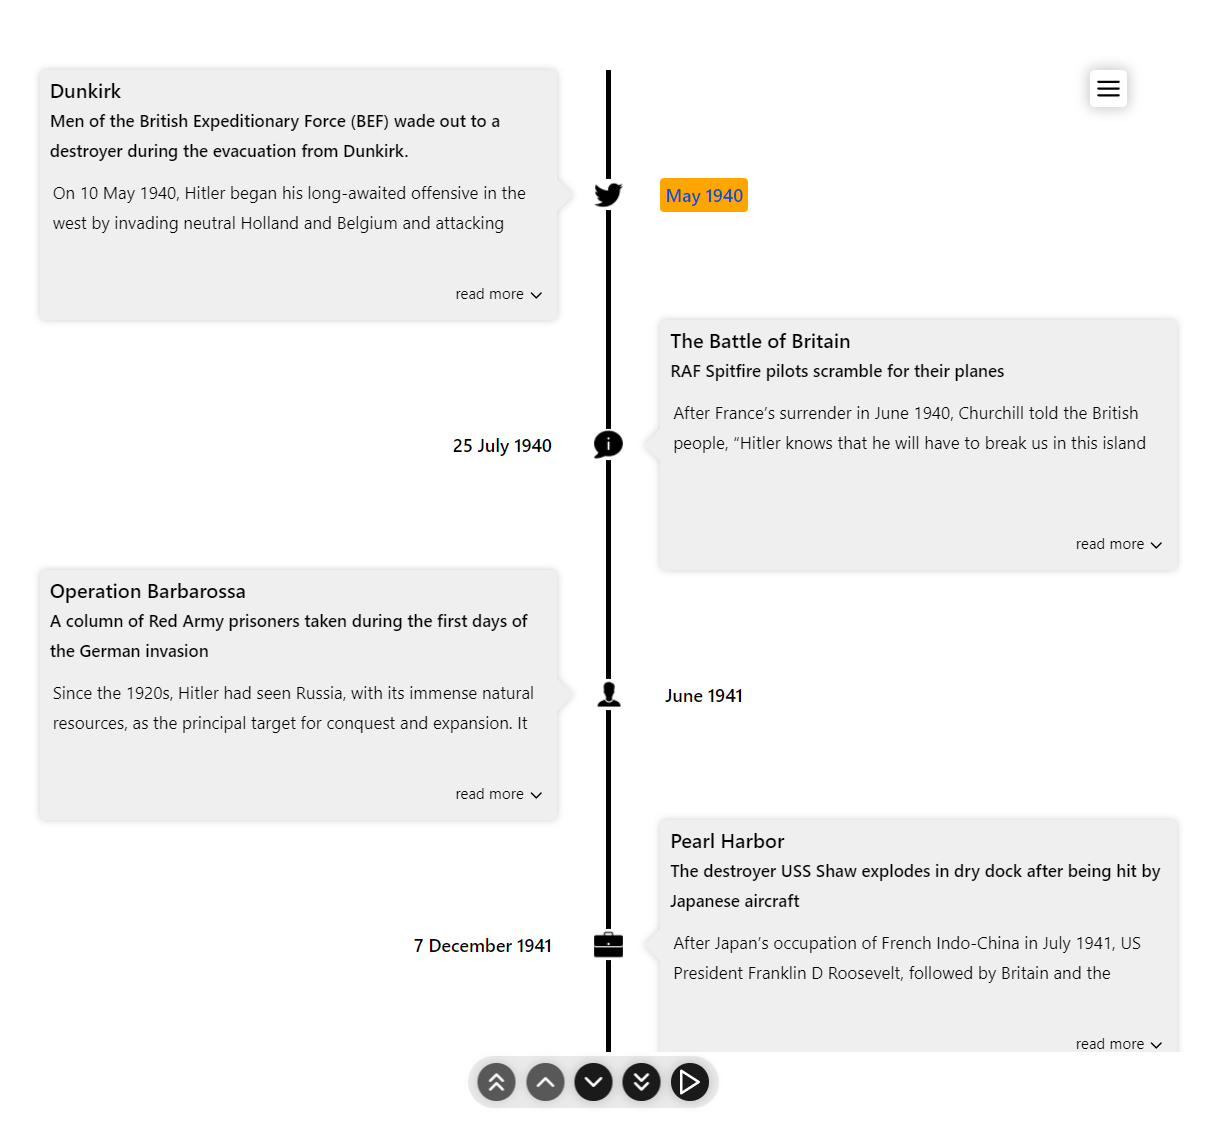 Dunkirk
Men of the British Expeditionary Force (BEF) wade out to a
destroyer during the evacuation from Dunkirk.
On 10 May 1940, Hitler began his long-awaited offensive in the
west by invading neutral Holland and Belgium and attacking
read more
May 1940
The Battle of Britain
RAF Spitfire pilots scramble for their planes
After France’s surrender in June 1940, Churchill told the British
people, “Hitler knows that he will have to break us in this island
read more
25 July 1940
Operation Barbarossa
A column of Red Army prisoners taken during the first days of
the German invasion
Since the 1920s, Hitler had seen Russia, with its immense natural
resources, as the principal target for conquest and expansion. It
read more
June 1941
Pearl Harbor
The destroyer USS Shaw explodes in dry dock after being hit by
Japanese aircraft
After Japan’s occupation of French Indo-China in July 1941, US
President Franklin D Roosevelt, followed by Britain and the
read more
7 December 1941